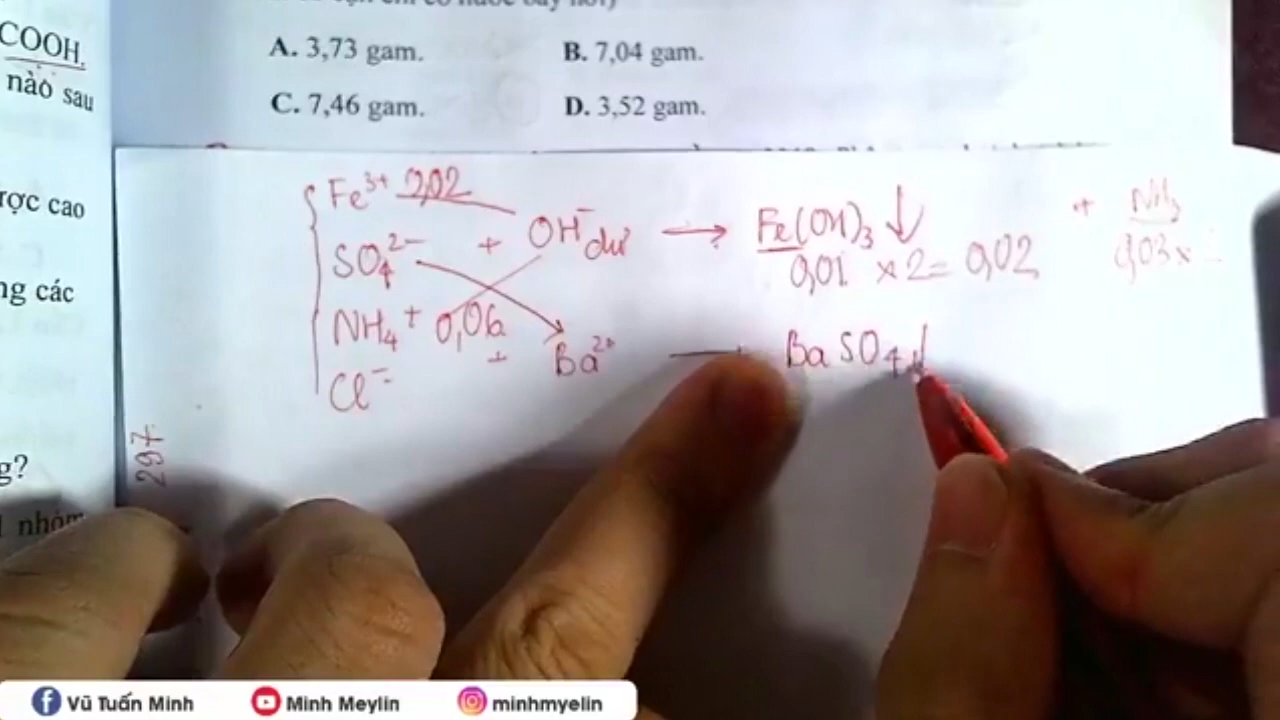 COOH.
nào sau
ợc cao
ng các
g?
nhóm
A. 3,73 gam.
B. 7,04 gam.
C. 7,46 gam.
D. 3,52 gam.
Fe³⁺ 0,02
SO₄²⁻ + OH⁻ dư → Fe(OH)₃↓ + NH₃
0,01 × 2 = 0,02
0,03 ×
NH₄⁺ 0,06
+ Ba²⁺ → BaSO₄↓
Cl⁻
297
Vũ Tuấn Minh
Minh Meylin
minhmyelin